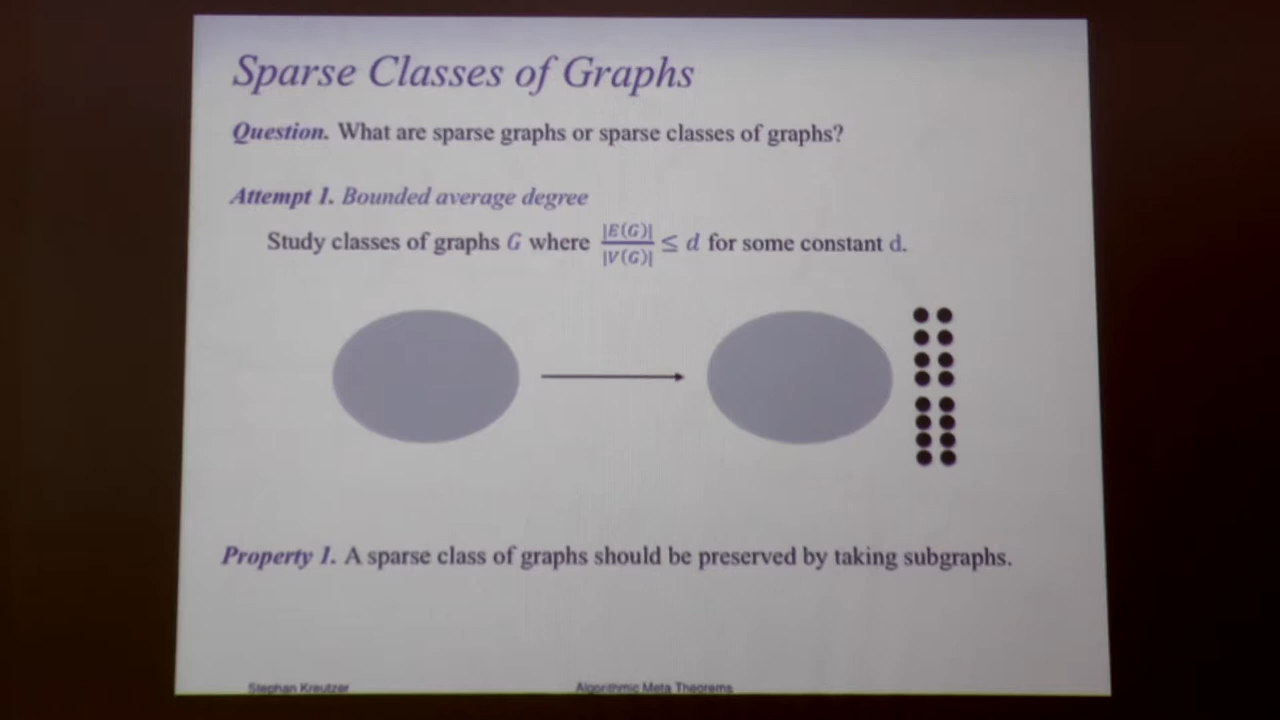 Sparse Classes of Graphs
Question. What are sparse graphs or sparse classes of graphs?
Attempt 1. Bounded average degree
Study classes of graphs G where |E(G)|/|V(G)| ≤ d for some constant d.
Property 1. A sparse class of graphs should be preserved by taking subgraphs.
Stephan Kreutzer Algorithmic Meta Theorems